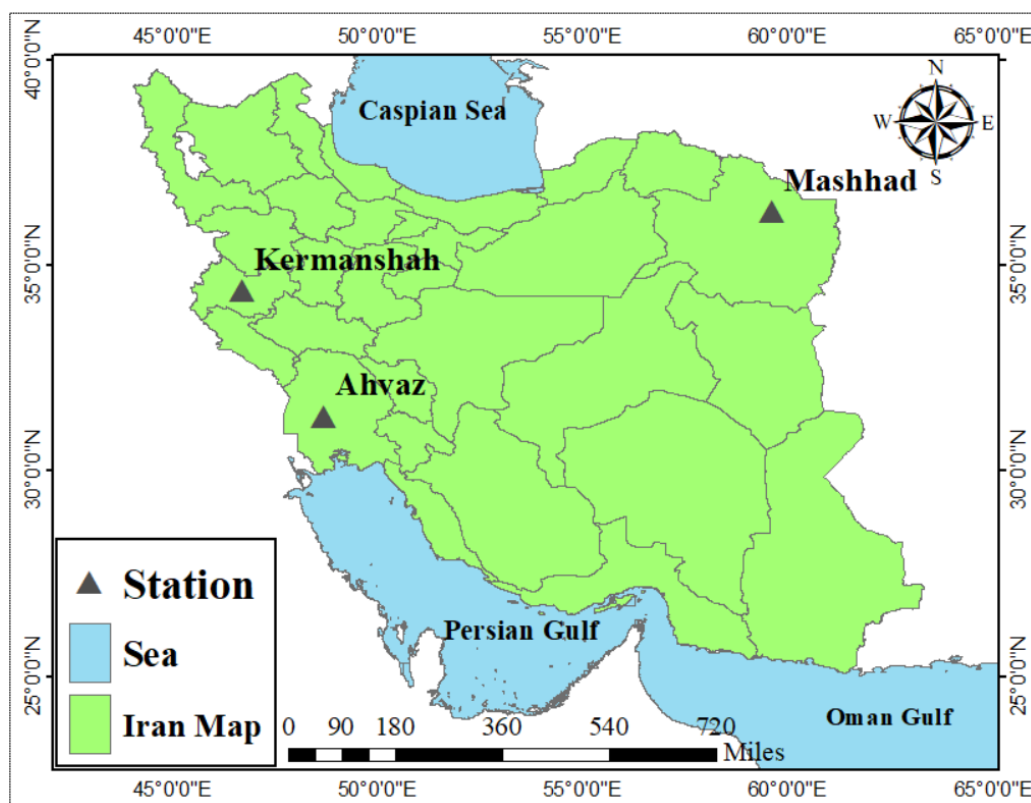 45°0'0"E 50°0'0"E 55°0'0"E 60°0'0"E 65°0'0"E
40°0'0"N
40°0'0"N
N
W E
S
Caspian Sea
Mashhad
Kermanshah
35°0'0"N
35°0'0"N
Ahvaz
30°0'0"N
30°0'0"N
Station
Sea
Iran Map
Persian Gulf
25°0'0"N
25°0'0"N
Oman Gulf
0 90 180 360 540 720
Miles
45°0'0"E 50°0'0"E 55°0'0"E 60°0'0"E 65°0'0"E